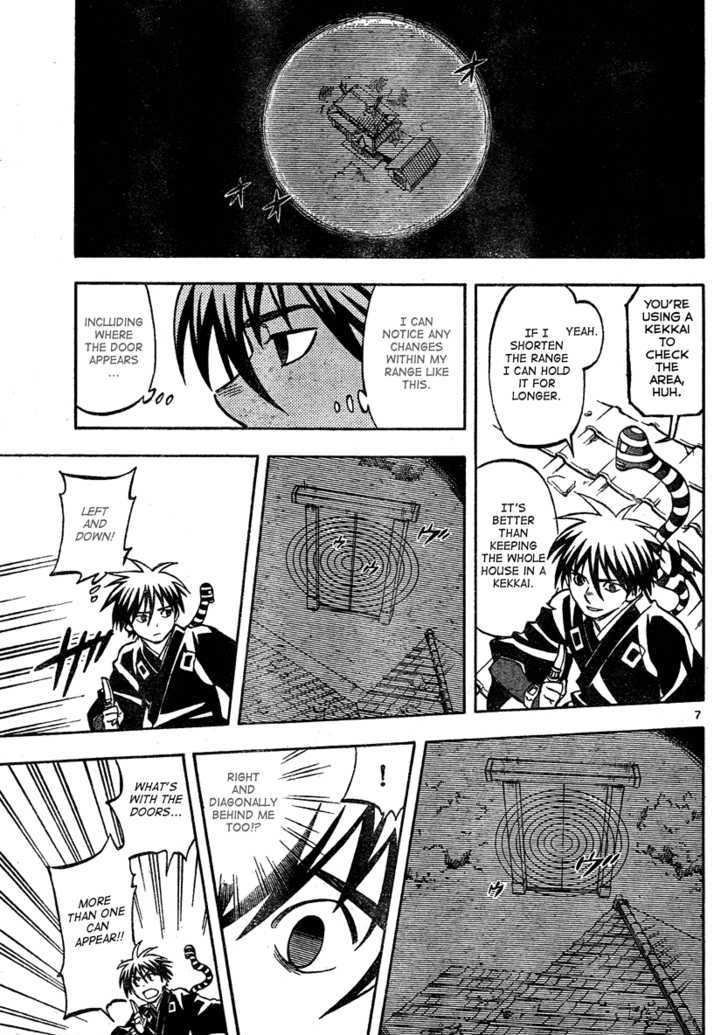 YOU'RE
USING A
KEKKAI
TO
CHECK
THE
AREA,
HUH.
YEAH.
IF I
SHORTEN
THE RANGE
I CAN HOLD
IT FOR
LONGER.
IT'S
BETTER
THAN
KEEPING
THE WHOLE
HOUSE IN A
KEKKAI.
I CAN
NOTICE ANY
CHANGES
WITHIN MY
RANGE LIKE
THIS.
INCLUDING
WHERE
THE DOOR
APPEARS
...
LEFT
AND
DOWN!
7
!
RIGHT
AND
DIAGONALLY
BEHIND ME
TOO!?
WHAT'S
WITH THE
DOORS...
MORE
THAN ONE
CAN
APPEAR!!